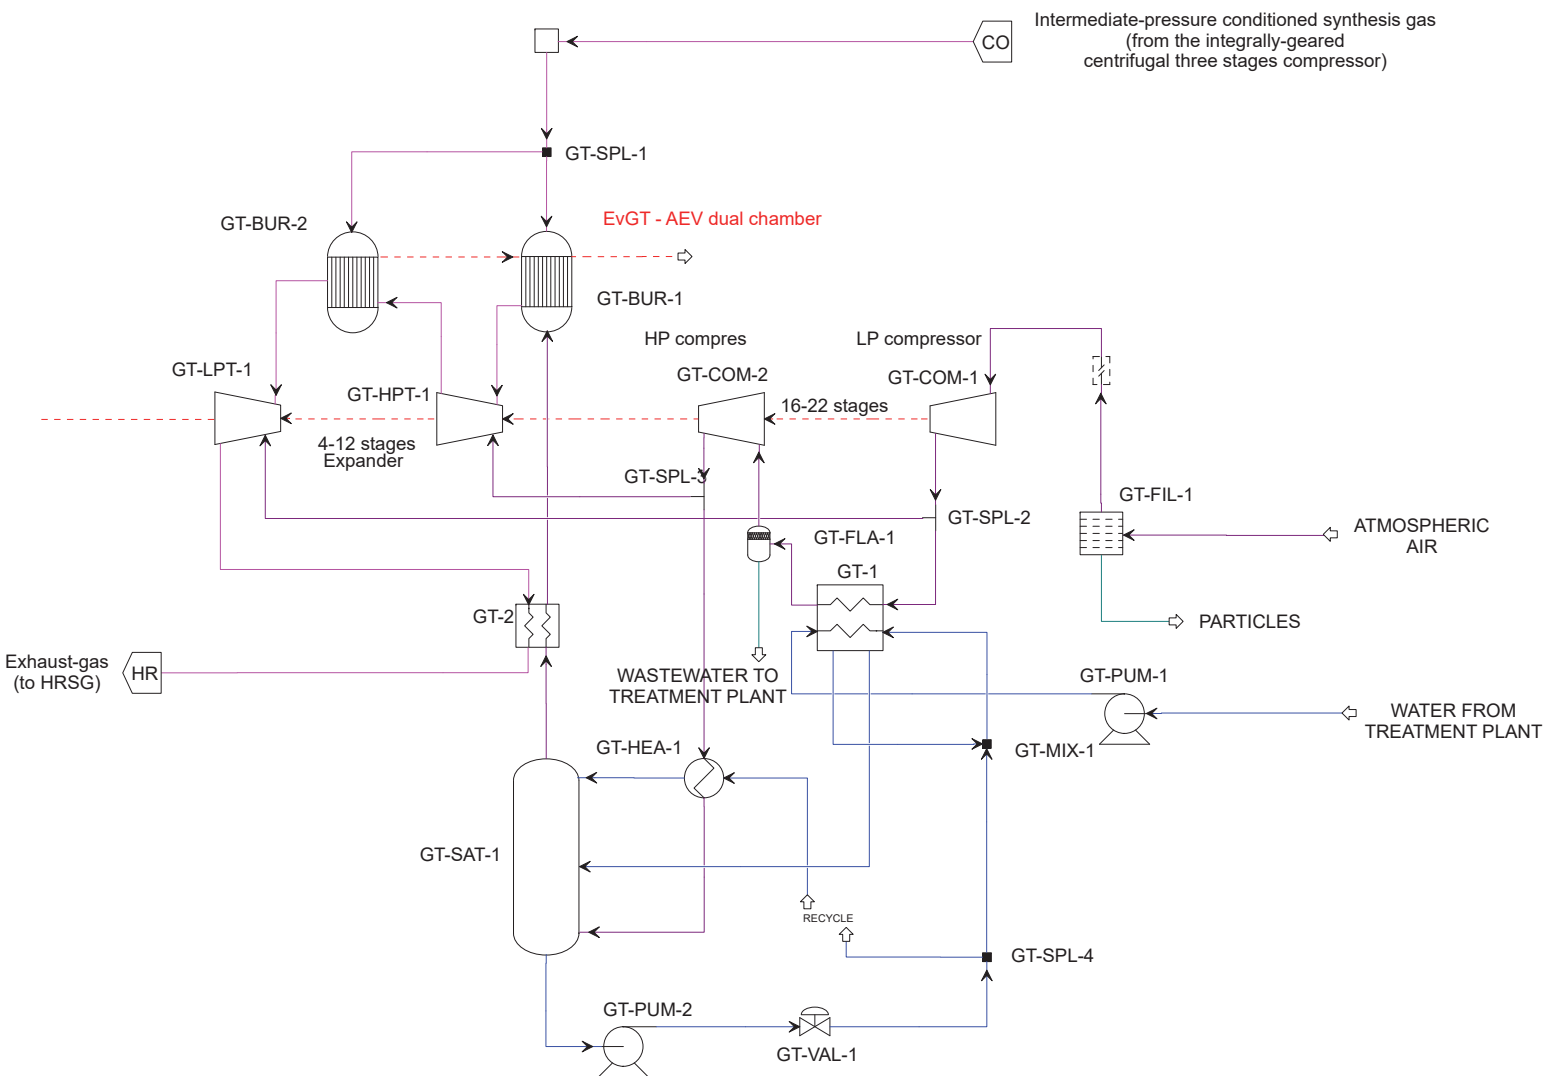 Intermediate-pressure conditioned synthesis gas
(from the integrally-geared
centrifugal three stages compressor)
CO
GT-SPL-1
GT-BUR-2
EvGT - AEV dual chamber
GT-BUR-1
HP compres
LP compressor
GT-LPT-1
GT-COM-2
GT-COM-1
GT-HPT-1
16-22 stages
4-12 stages
Expander
GT-SPL-3
GT-FIL-1
GT-SPL-2
ATMOSPHERIC
AIR
GT-FLA-1
GT-1
GT-2
PARTICLES
Exhaust-gas
(to HRSG)
HR
WASTEWATER TO
TREATMENT PLANT
GT-PUM-1
WATER FROM
TREATMENT PLANT
GT-HEA-1
GT-MIX-1
GT-SAT-1
RECYCLE
GT-SPL-4
GT-PUM-2
GT-VAL-1